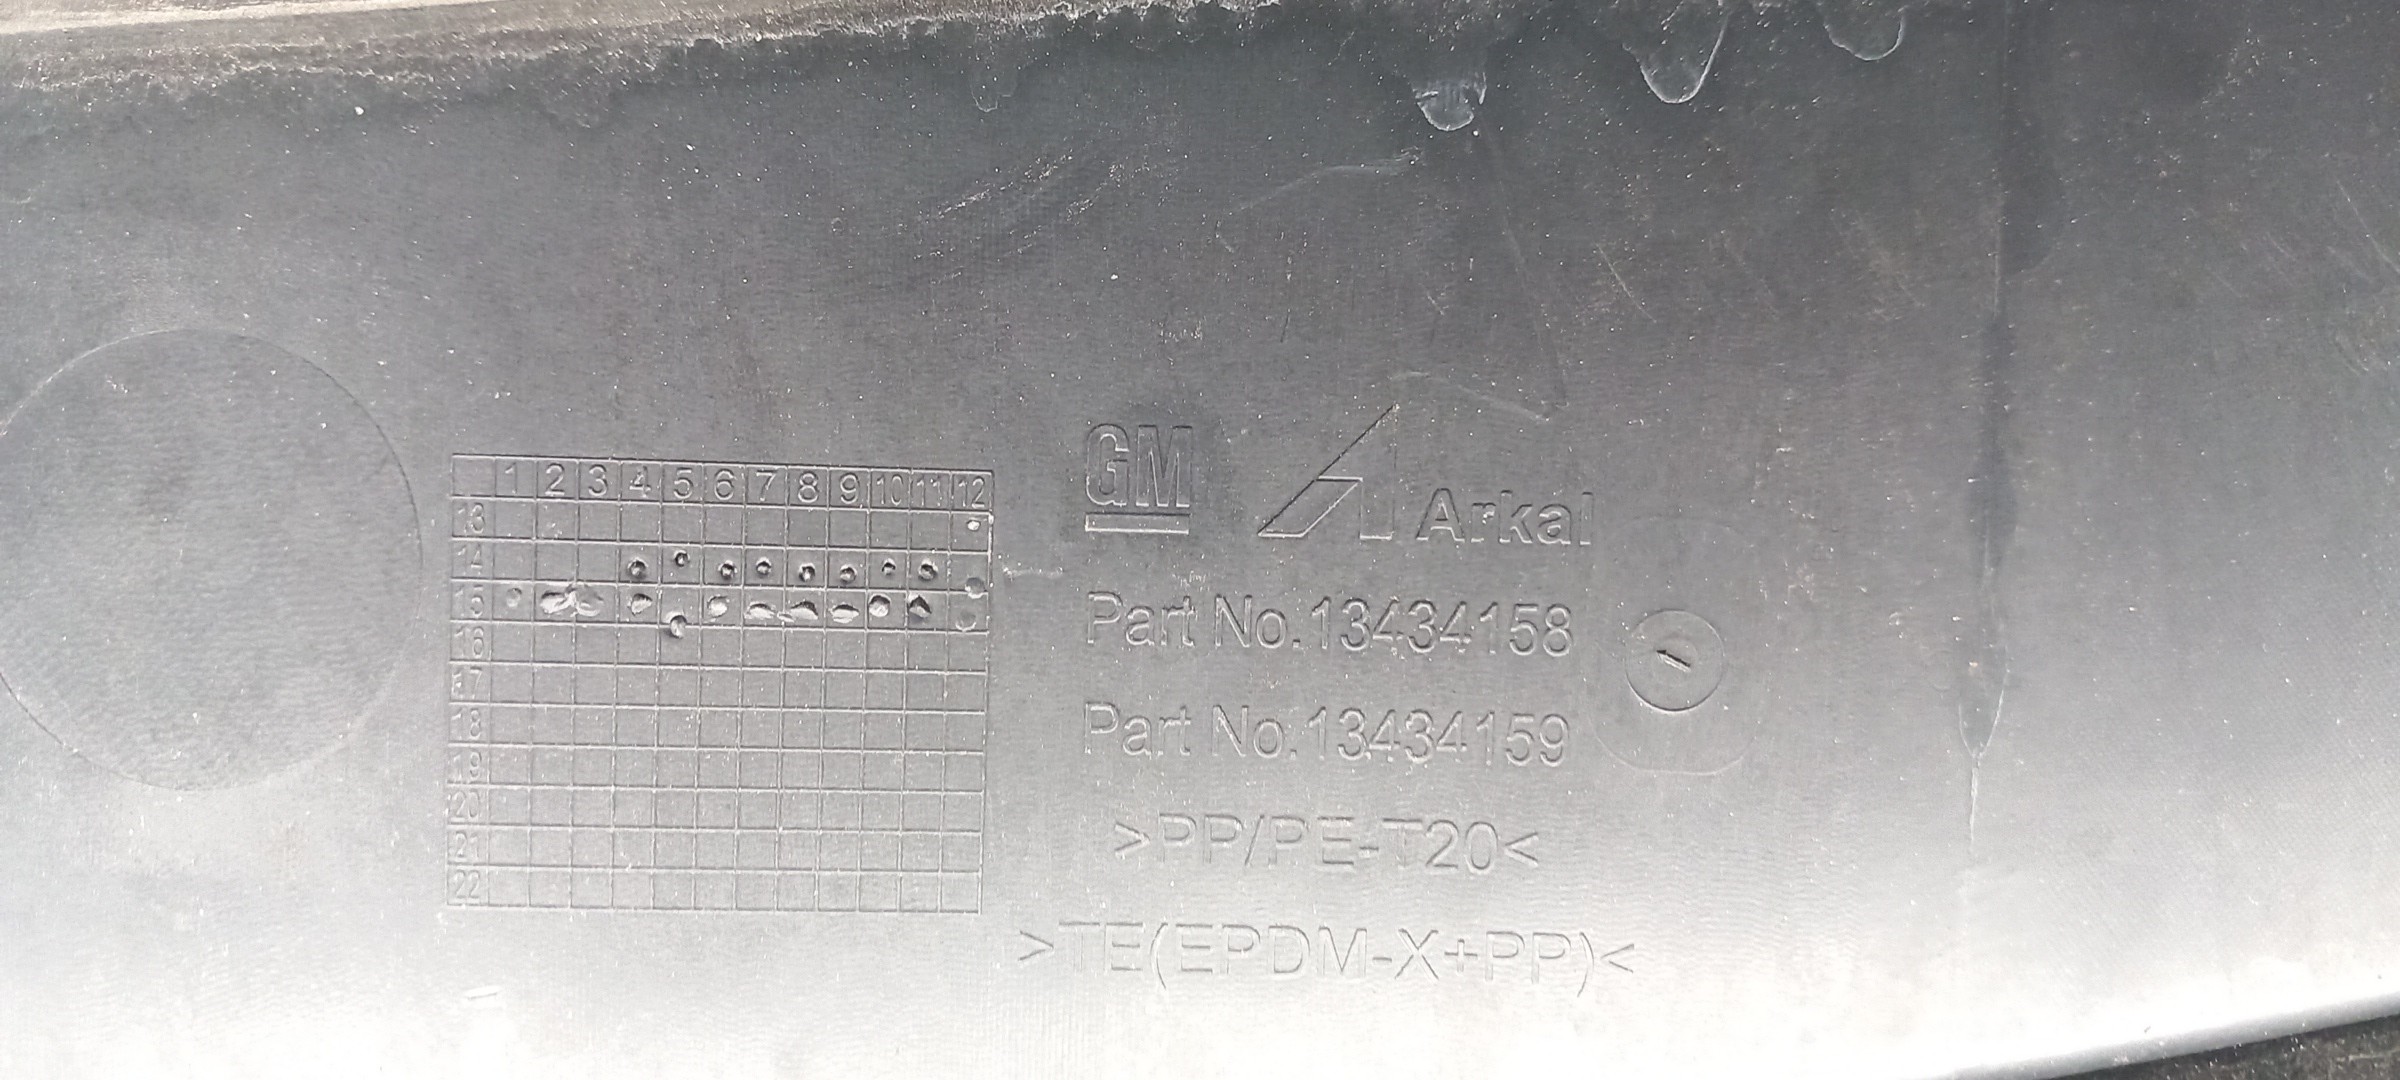 1 2 3 4 5 6 7 8 9 10 11 12
13
14
15
16
17
18
19
20
21
22
GM
Arkal
Part No.13434158
Part No.13434159
>PP/PE-T20<
>TE(EPDM-X+PP)<